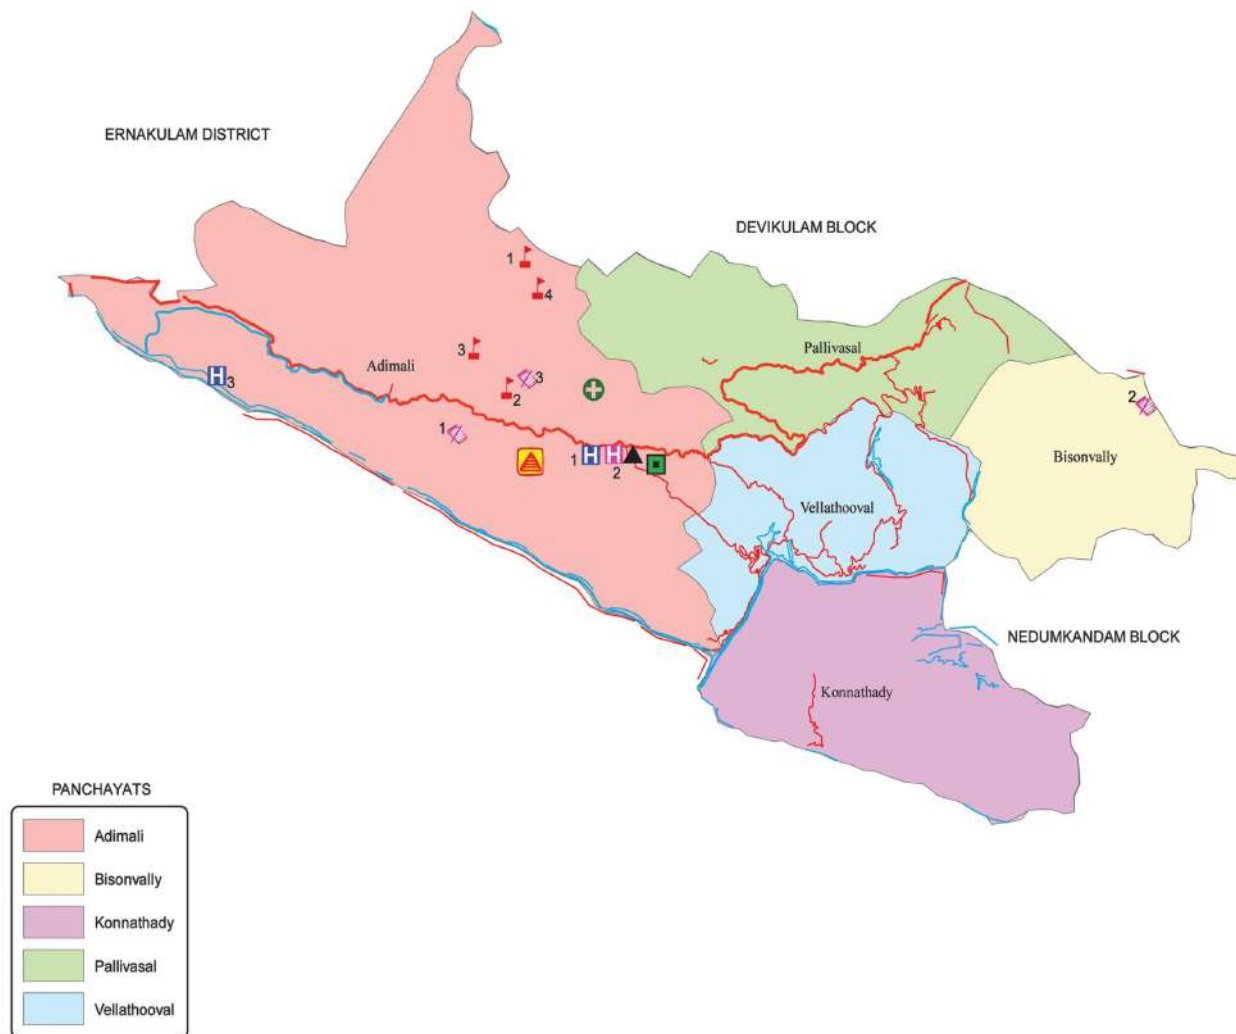 ERNAKULAM DISTRICT
DEVIKULAM BLOCK
1
4
3
Adimali
Pallivasal
H 3
3
2
2
1
1 H H
2
Bisonvally
Vellathooval
NEDUMKANDAM BLOCK
Konnathady
PANCHAYATS
Adimali
Bisonvally
Konnathady
Pallivasal
Vellathooval